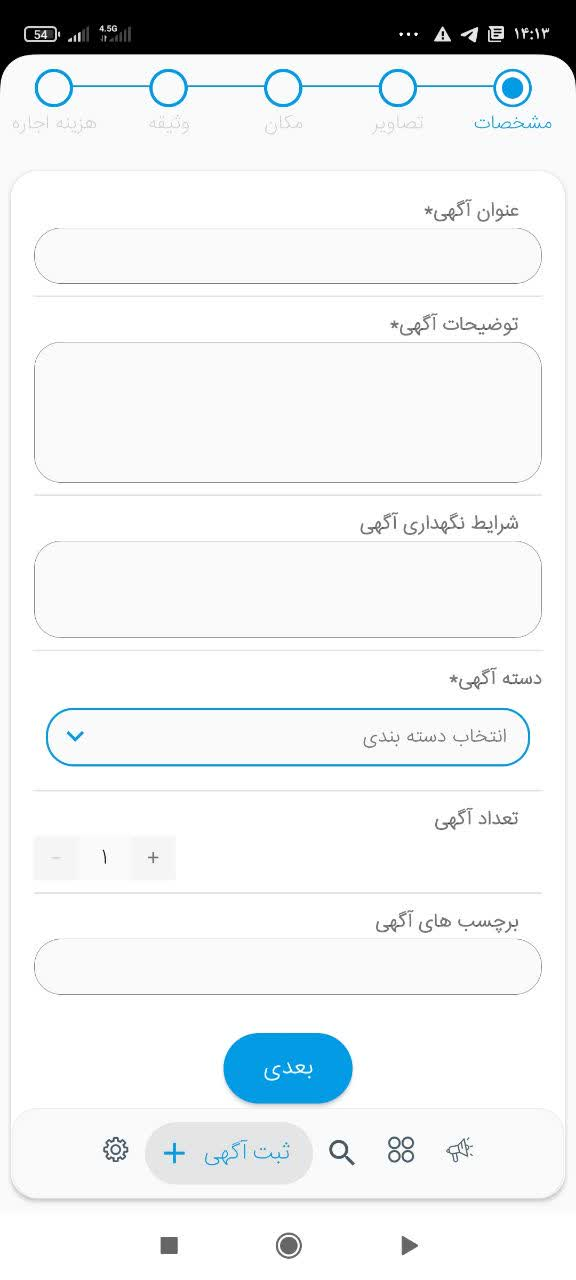 54 4.5G ۱۴:۱۳
مشخصات تصاویر مکان وثیقه هزینه اجاره
عنوان آگهی*
توضیحات آگهی*
شرایط نگهداری آگهی
دسته آگهی*
انتخاب دسته بندی
تعداد آگهی
+ ۱ -
برچسب های آگهی
بعدی
ثبت آگهی +